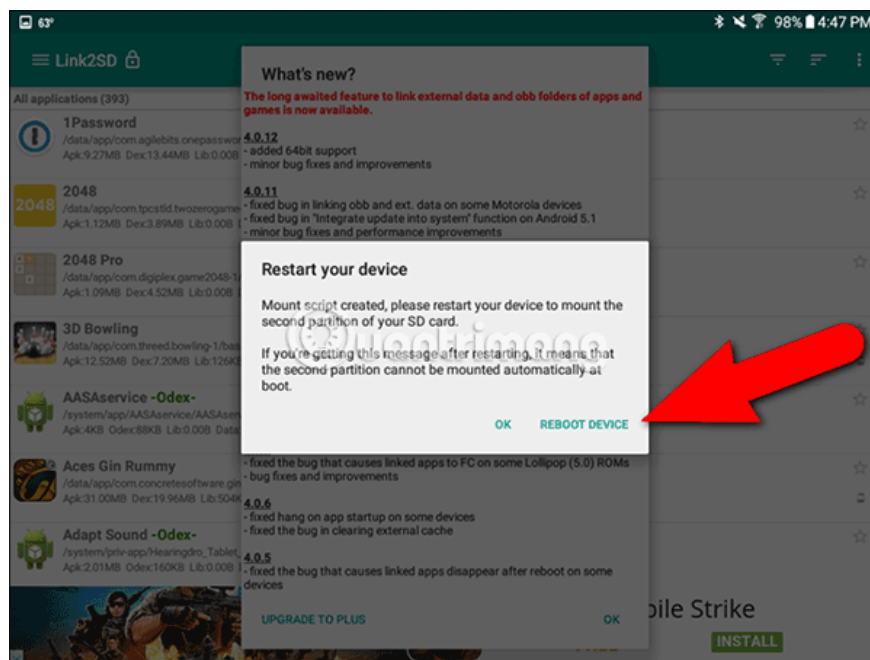 63°
98% 4:47 PM
Link2SD
What's new?
All applications (393)
The long awaited feature to link external data and obb folders of apps and
games is now available.
1Password
/data/app/com.agilebits.onepasswor
Apk:9.27MB Dex:13.44MB Lib:0.00B
4.0.12
- added 64bit support
- minor bug fixes and improvements
2048
2048
/data/app/com.tpcstld.twozerogame
Apk:1.12MB Dex:3.89MB Lib:0.00B
4.0.11
- fixed bug in linking obb and ext. data on some Motorola devices
- fixed bug in "Integrate update into system" function on Android 5.1
- minor bug fixes and performance improvements
2048 Pro
/data/app/com.digiplex.game2048-1/
Apk:1.09MB Dex:4.52MB Lib:0.00B
Restart your device
Mount script created, please restart your device to mount the
second partition of your SD card.
If you're getting this message after restarting, it means that
the second partition cannot be mounted automatically at
boot.
OK REBOOT DEVICE
3D Bowling
/data/app/com.threed.bowling-1/bas
Apk:12.52MB Dex:7.20MB Lib:126K
AASAservice -Odex-
/system/app/AASAservice/AASAser
Apk:4KB Odex:88KB Lib:0.00B Data:
Aces Gin Rummy
/data/app/com.concretesoftware.gin
Apk:31.00MB Dex:19.96MB Lib:504K
- fixed the bug that causes linked apps to FC on some Lollipop (5.0) ROMs
- bug fixes and improvements
4.0.6
- fixed hang on app startup on some devices
- fixed the bug in clearing external cache
Adapt Sound -Odex-
/system/priv-app/Hearingdro_Tablet_
Apk:2.01MB Odex:160KB Lib:0.00B
4.0.5
- fixed the bug that causes linked apps disappear after reboot on some
devices
UPGRADE TO PLUS OK
bile Strike
INSTALL